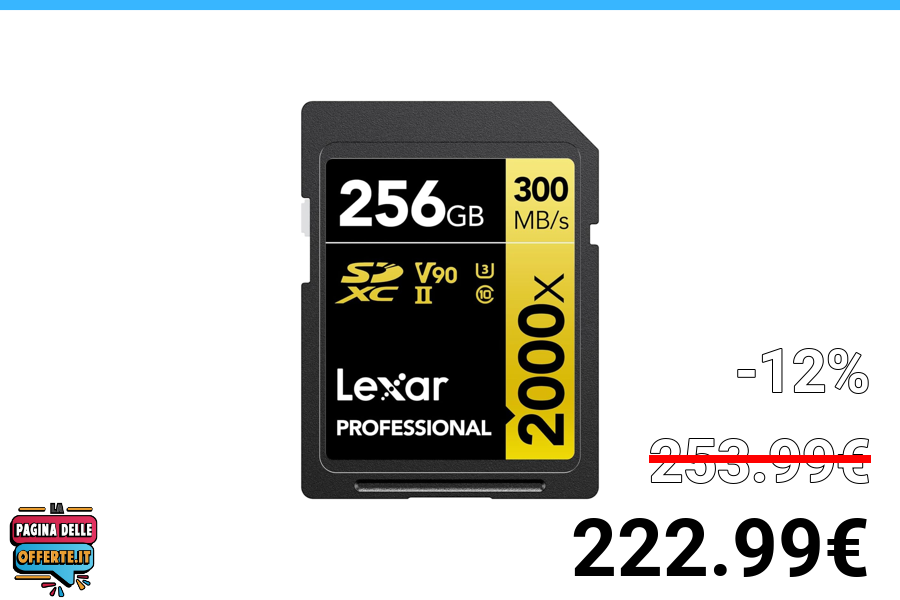 256GB
300
MB/s
SD XC
V90
II
3
10
2000x
Lexar
PROFESSIONAL
-12%
253.99€
222.99€
LA
PAGINA DELLE
OFFERTE.IT